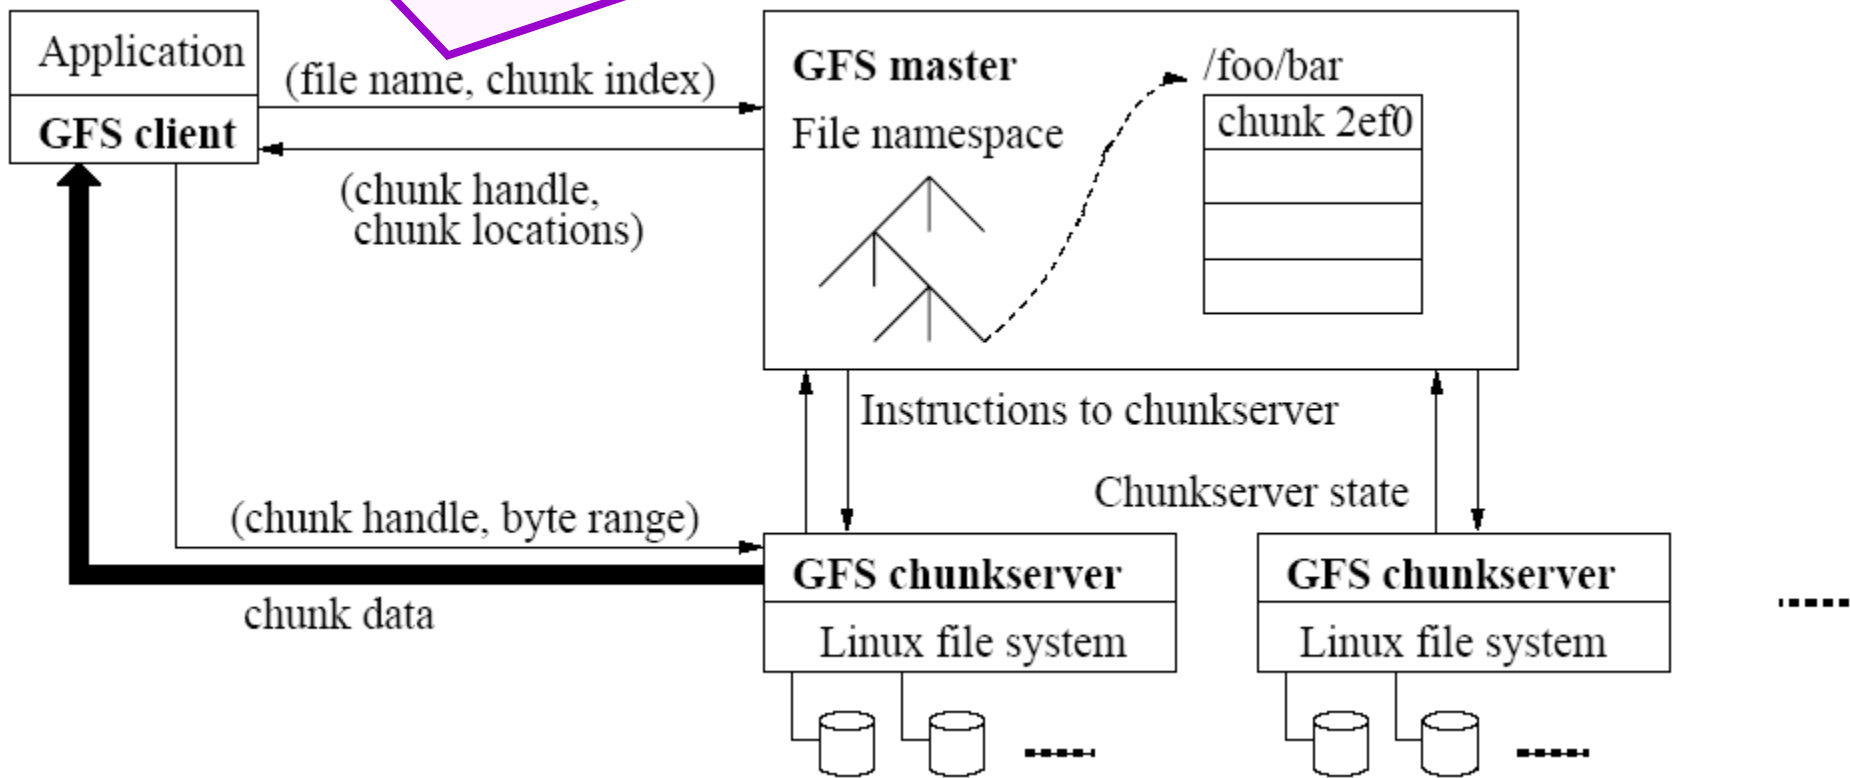 Application
GFS client
(file name, chunk index)
(chunk handle,
chunk locations)
GFS master
File namespace
/foo/bar
chunk 2ef0
Instructions to chunkserver
Chunkserver state
(chunk handle, byte range)
chunk data
GFS chunkserver
Linux file system
GFS chunkserver
Linux file system